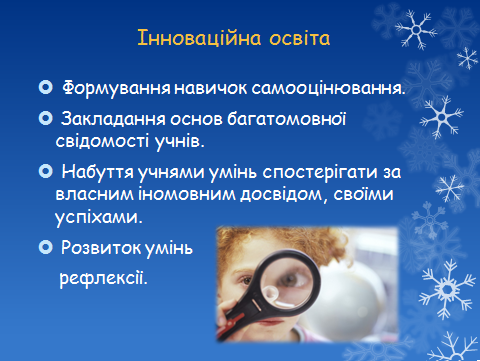 Інноваційна освіта
Формування навичок самооцінювання.
Закладання основ багатомовної
свідомості учнів.
Набуття учнями умінь спостерігати за
власним іномовним досвідом, своїми
успіхами.
Розвиток умінь
рефлексії.